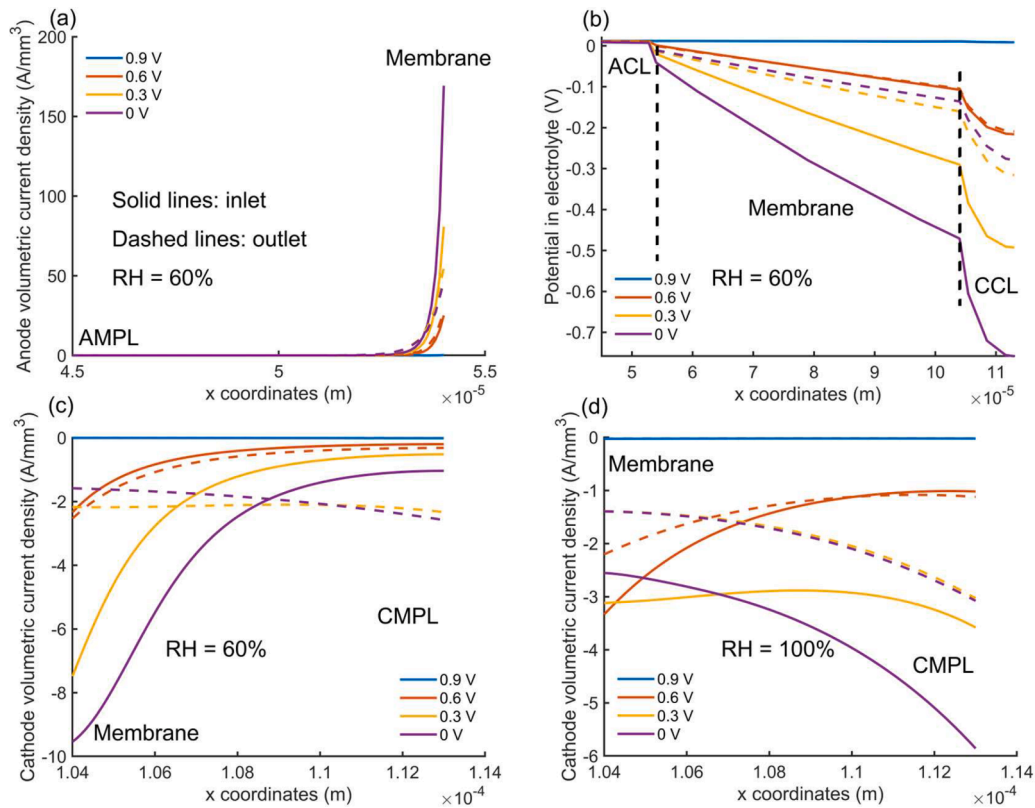 (a)
Anode volumetric current density (A/mm³)
200
150
100
50
0
0.9 V
0.6 V
0.3 V
0 V
Membrane
Solid lines: inlet
Dashed lines: outlet
RH = 60%
AMPL
4.5
5
5.5
x coordinates (m)
×10⁻⁵
(b)
Potential in electrolyte (V)
0
-0.1
-0.2
-0.3
-0.4
-0.5
-0.6
-0.7
ACL
Membrane
CCL
0.9 V
0.6 V
0.3 V
0 V
RH = 60%
5
6
7
8
9
10
11
x coordinates (m)
×10⁻⁵
(c)
Cathode volumetric current density (A/mm³)
0
-2
-4
-6
-8
-10
CMPL
RH = 60%
0.9 V
0.6 V
0.3 V
0 V
Membrane
1.04
1.06
1.08
1.1
1.12
1.14
x coordinates (m)
×10⁻⁴
(d)
Cathode volumetric current density (A/mm³)
0
-1
-2
-3
-4
-5
-6
Membrane
0.9 V
0.6 V
0.3 V
0 V
RH = 100%
CMPL
1.04
1.06
1.08
1.1
1.12
1.14
x coordinates (m)
×10⁻⁴